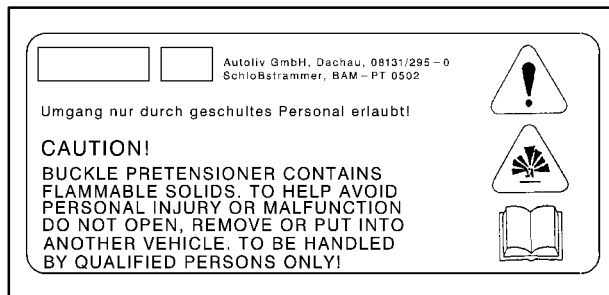 Autoliv GmbH, Dachau, 08131/295-0
Schloßstrammer, BAM-PT 0502
Umgang nur durch geschultes Personal erlaubt!
CAUTION!
BUCKLE PRETENSIONER CONTAINS
FLAMMABLE SOLIDS. TO HELP AVOID
PERSONAL INJURY OR MALFUNCTION
DO NOT OPEN, REMOVE OR PUT INTO
ANOTHER VEHICLE. TO BE HANDLED
BY QUALIFIED PERSONS ONLY!